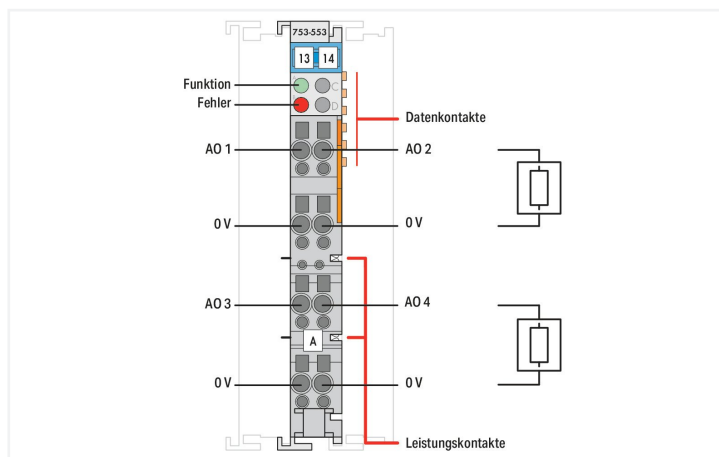 753-553
13 14
Funktion C
Fehler D
Datenkontakte
AO 1 AO 2
0 V 0 V
AO 3 AO 4
A
0 V 0 V
Leistungskontakte